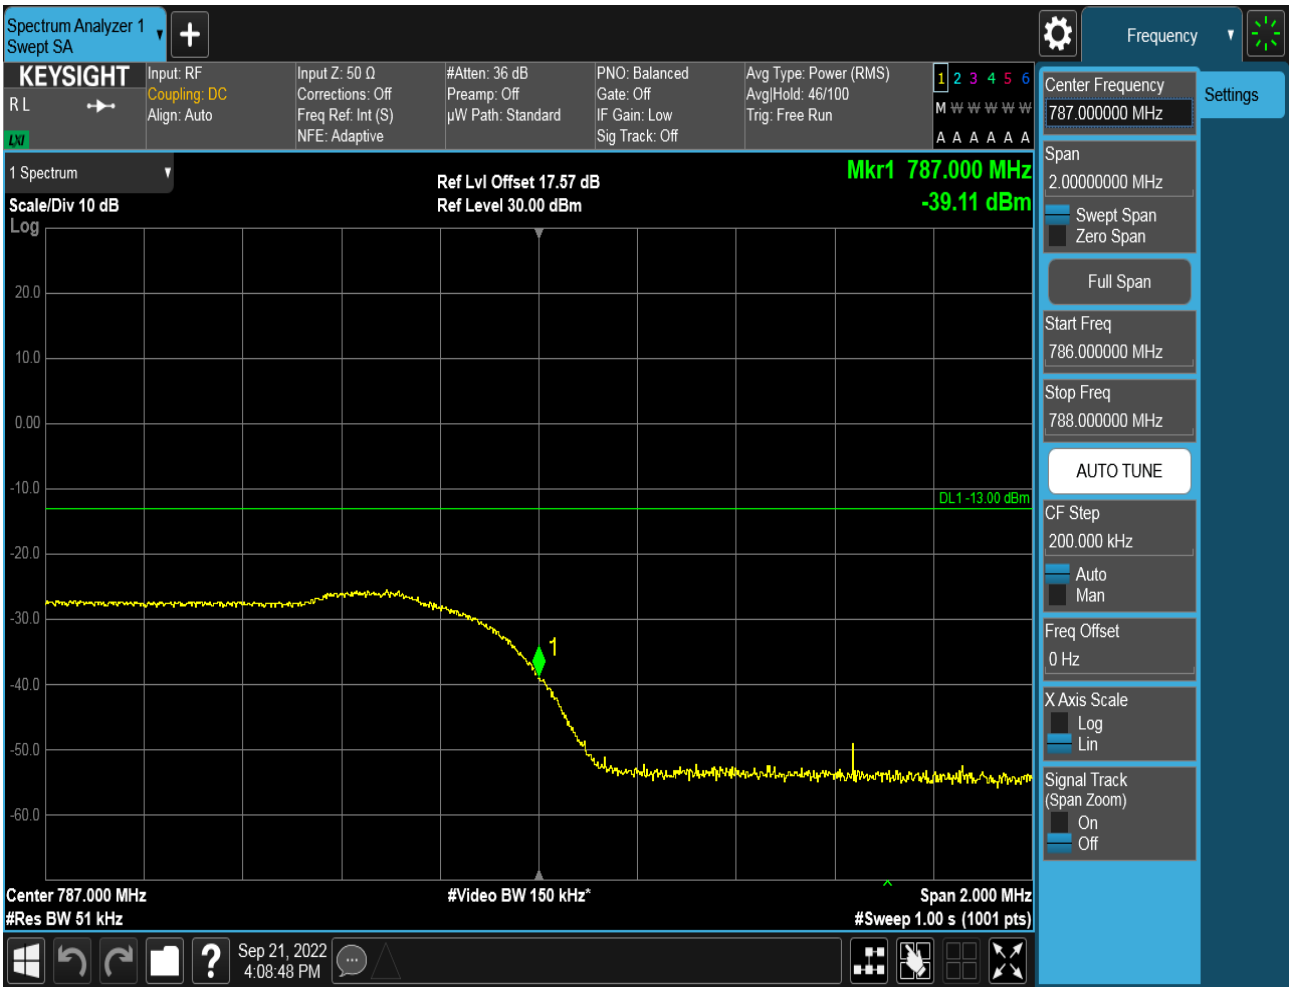 Spectrum Analyzer 1
Swept SA
Frequency
KEYSIGHT
R L
LXI
Input: RF
Coupling: DC
Align: Auto
Input Z: 50 Ω
Corrections: Off
Freq Ref: Int (S)
NFE: Adaptive
#Atten: 36 dB
Preamp: Off
µW Path: Standard
PNO: Balanced
Gate: Off
IF Gain: Low
Sig Track: Off
Avg Type: Power (RMS)
Avg|Hold: 46/100
Trig: Free Run
1 2 3 4 5 6
M W W W W W
A A A A A A
1 Spectrum
Scale/Div 10 dB
Log
Ref Lvl Offset 17.57 dB
Ref Level 30.00 dBm
Mkr1 787.000 MHz
-39.11 dBm
20.0
10.0
0.00
-10.0
DL1 -13.00 dBm
-20.0
-30.0
1
-40.0
-50.0
-60.0
Center 787.000 MHz
#Res BW 51 kHz
#Video BW 150 kHz*
Span 2.000 MHz
#Sweep 1.00 s (1001 pts)
Center Frequency
787.000000 MHz
Settings
Span
2.00000000 MHz
Swept Span
Zero Span
Full Span
Start Freq
786.000000 MHz
Stop Freq
788.000000 MHz
AUTO TUNE
CF Step
200.000 kHz
Auto
Man
Freq Offset
0 Hz
X Axis Scale
Log
Lin
Signal Track
(Span Zoom)
On
Off
?
Sep 21, 2022
4:08:48 PM